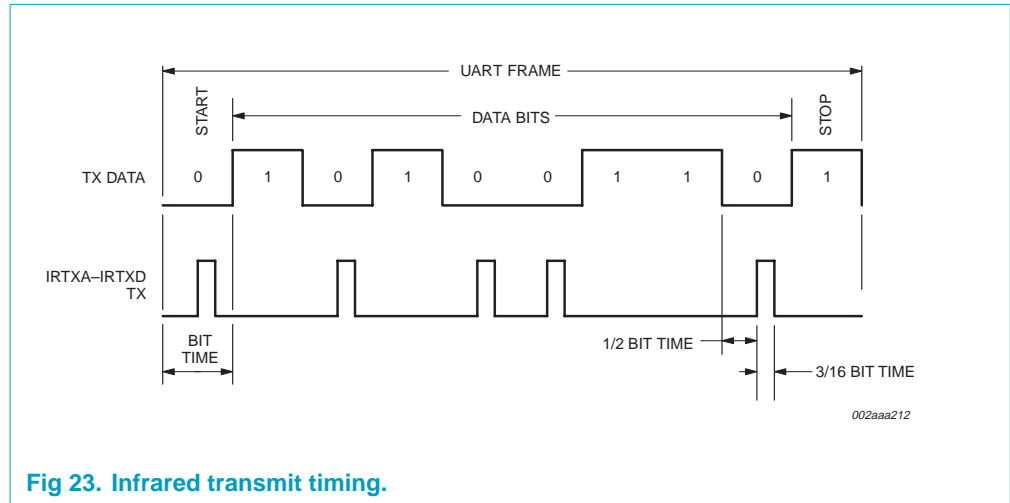 UART FRAME
START
DATA BITS
STOP
TX DATA
0 1 0 1 0 0 1 1 0 1
IRTXA–IRTXD
TX
BIT
TIME
1/2 BIT TIME
3/16 BIT TIME
002aaa212
Fig 23. Infrared transmit timing.